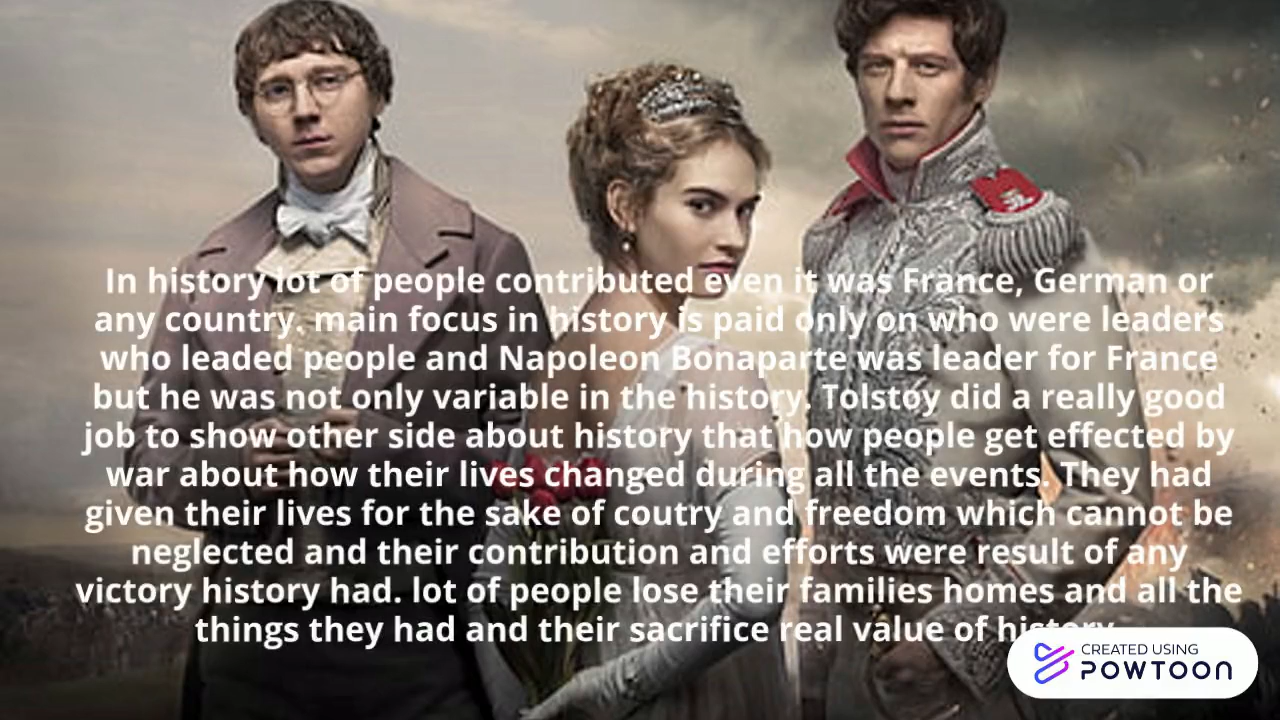 In history lot of people contributed even it was France, German or
any country. main focus in history is paid only on who were leaders
who leaded people and Napoleon Bonaparte was leader for France
but he was not only variable in the history. Tolstoy did a really good
job to show other side about history that how people get effected by
war about how their lives changed during all the events. They had
given their lives for the sake of coutry and freedom which cannot be
neglected and their contribution and efforts were result of any
victory history had. lot of people lose their families homes and all the
things they had and their sacrifice real value of history.
CREATED USING
POWTOON